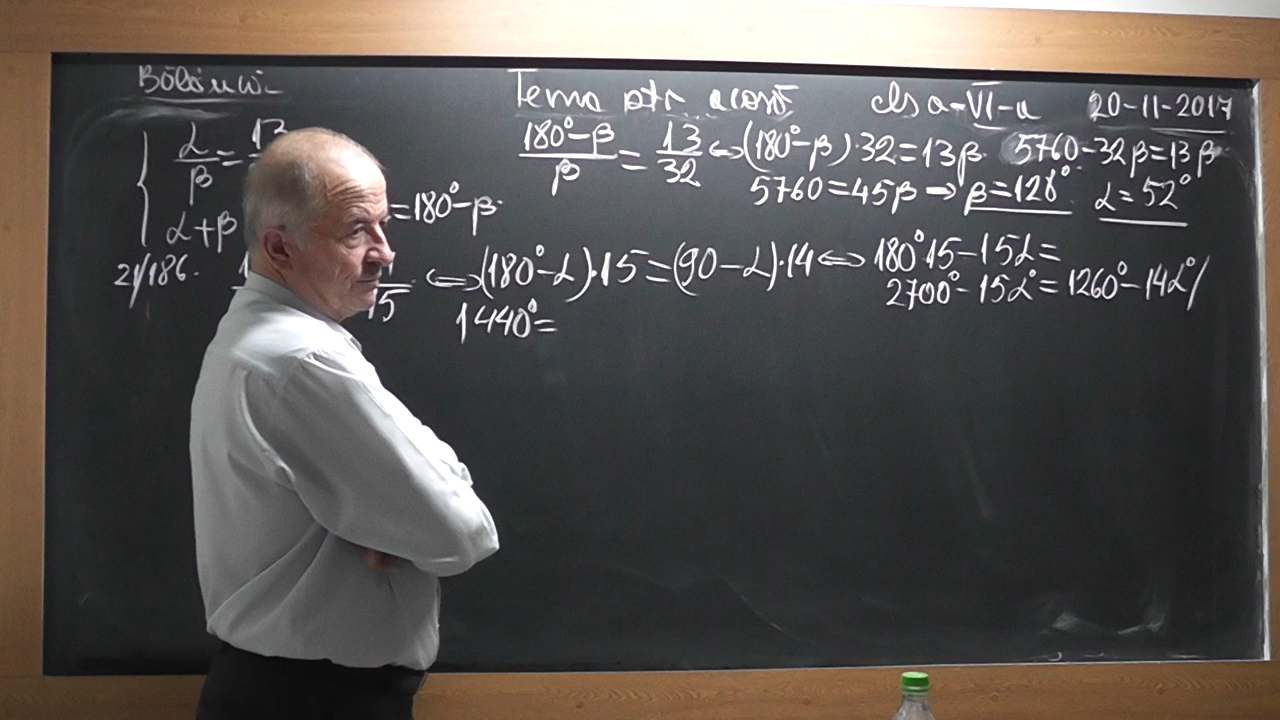 Tema ptr acasă cls a-VI-a 20-11-2017
α/β = 13
(180°-β)/β = 13/32 ⇔ (180°-β)·32=13β 5760-32β=13β
5760=45β → β=128° α=52°
α+β =180°-β
21/186. 15 ⇔ (180°-α)·15=(90-α)·14 ⇔ 180°15-15α=
2700°-15α°=1260°-14α°/
1440°=